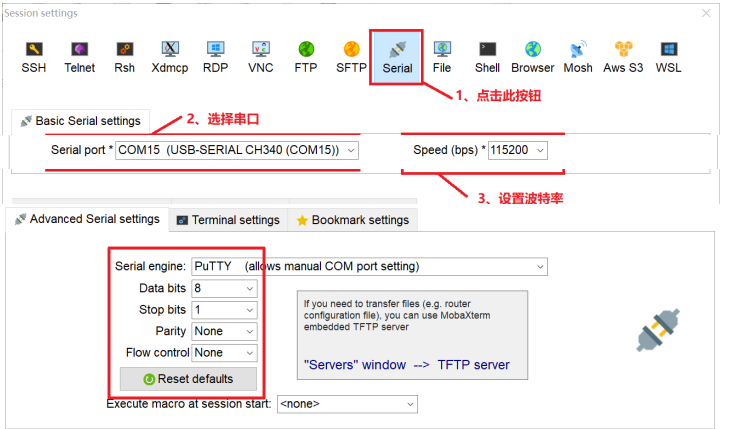 Session settings
SSH Telnet Rsh Xdmcp RDP VNC FTP SFTP Serial File Shell Browser Mosh Aws S3 WSL
1、点击此按钮
Basic Serial settings
2、选择串口
Serial port * COM15 (USB-SERIAL CH340 (COM15)) Speed (bps) * 115200
3、设置波特率
Advanced Serial settings Terminal settings Bookmark settings
Serial engine: PuTTY (allows manual COM port setting)
Data bits 8
Stop bits 1
Parity None
Flow control None
Reset defaults
If you need to transfer files (e.g. router
configuration file), you can use MobaXterm
embedded TFTP server
"Servers" window --> TFTP server
Execute macro at session start: <none>